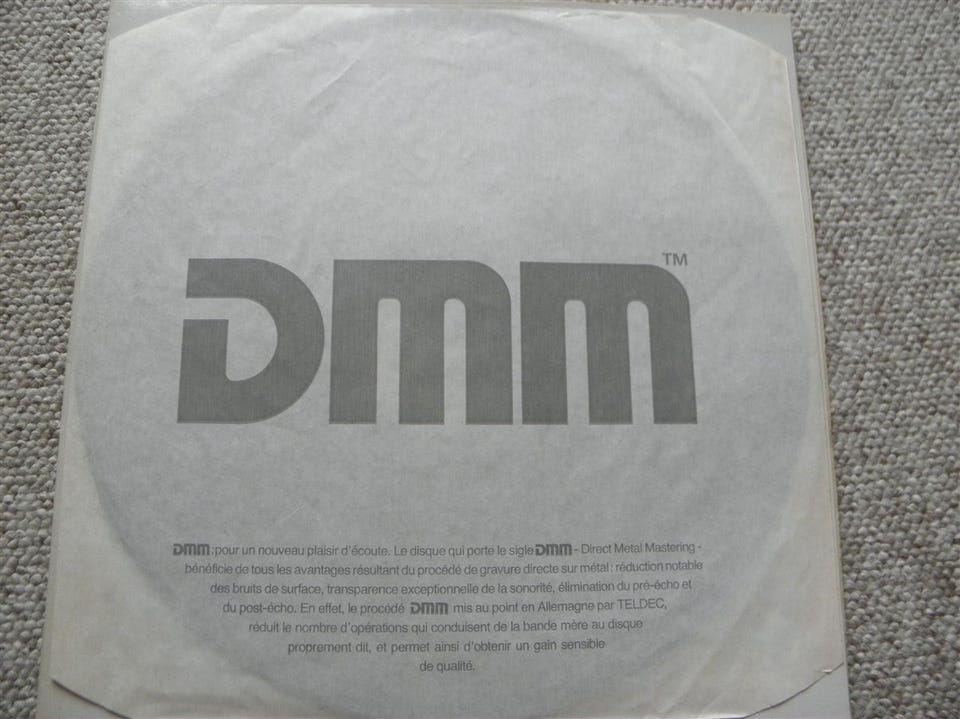 DMM TM
DMM :pour un nouveau plaisir d'écoute. Le disque qui porte le sigle DMM - Direct Metal Mastering -
bénéficie de tous les avantages résultant du procédé de gravure directe sur métal : réduction notable
des bruits de surface, transparence exceptionnelle de la sonorité, élimination du pré-écho et
du post-écho. En effet, le procédé DMM mis au point en Allemagne par TELDEC,
réduit le nombre d'opérations qui conduisent de la bande mère au disque
proprement dit, et permet ainsi d'obtenir un gain sensible
de qualité.